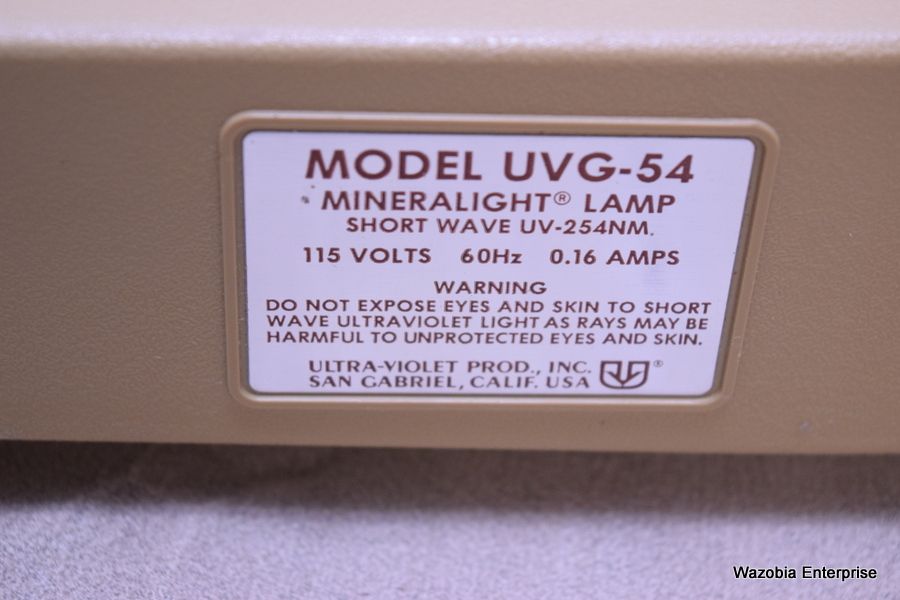 MODEL UVG-54
MINERALIGHT® LAMP
SHORT WAVE UV-254NM.
115 VOLTS 60Hz 0.16 AMPS
WARNING
DO NOT EXPOSE EYES AND SKIN TO SHORT
WAVE ULTRAVIOLET LIGHT AS RAYS MAY BE
HARMFUL TO UNPROTECTED EYES AND SKIN.
ULTRA-VIOLET PROD., INC.
SAN GABRIEL, CALIF. USA ®
Wazobia Enterprise